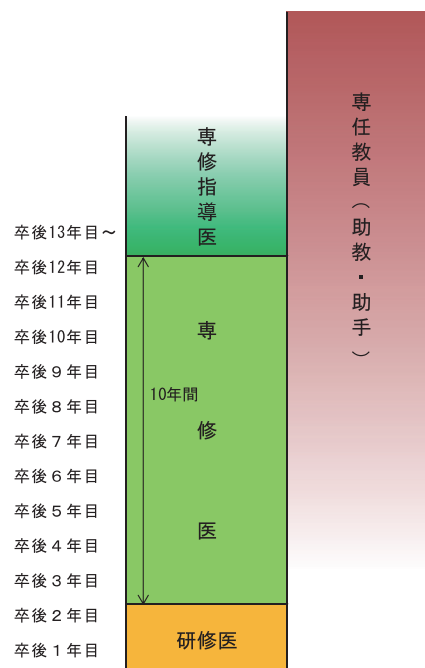 専任教員（助教・助手）
専修指導医
卒後13年目～
卒後12年目
卒後11年目
卒後10年目
卒後９年目
卒後８年目
卒後７年目
卒後６年目
卒後５年目
卒後４年目
卒後３年目
卒後２年目
卒後１年目
10年間
専修医
研修医